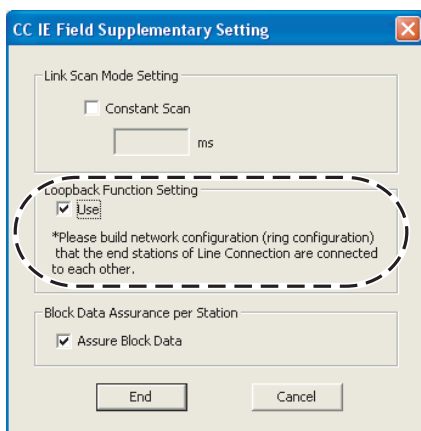 CC IE Field Supplementary Setting
Link Scan Mode Setting
Constant Scan
ms
Loopback Function Setting
Use
*Please build network configuration (ring configuration)
that the end stations of Line Connection are connected
to each other.
Block Data Assurance per Station
Assure Block Data
End Cancel